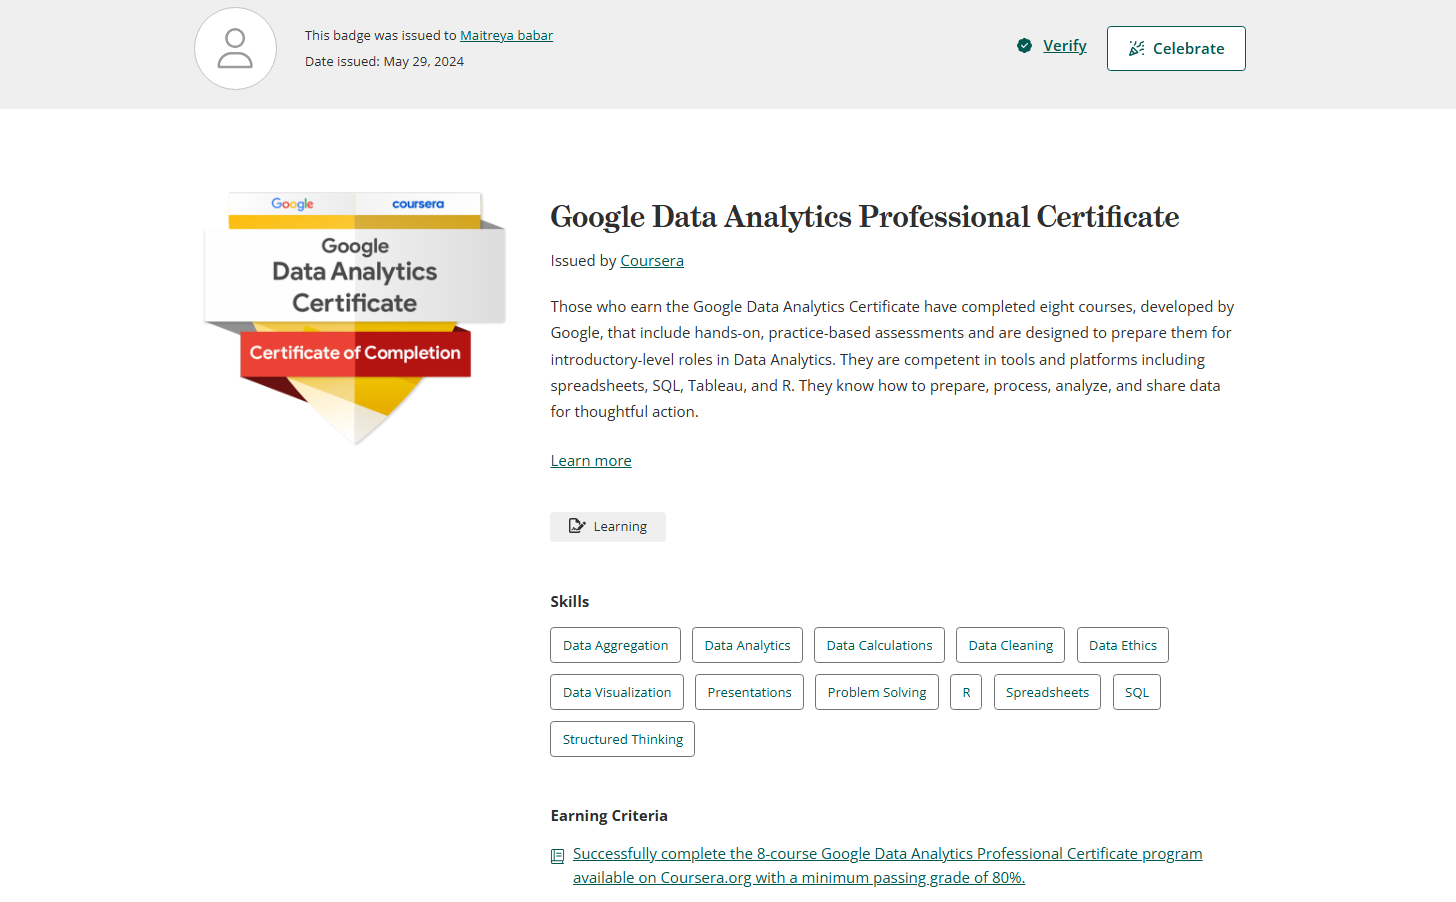 This badge was issued to Maitreya babar
Date issued: May 29, 2024
Verify
Celebrate
Google coursera
Google
Data Analytics
Certificate
Certificate of Completion
Google Data Analytics Professional Certificate
Issued by Coursera
Those who earn the Google Data Analytics Certificate have completed eight courses, developed by
Google, that include hands-on, practice-based assessments and are designed to prepare them for
introductory-level roles in Data Analytics. They are competent in tools and platforms including
spreadsheets, SQL, Tableau, and R. They know how to prepare, process, analyze, and share data
for thoughtful action.
Learn more
Learning
Skills
Data Aggregation Data Analytics Data Calculations Data Cleaning Data Ethics
Data Visualization Presentations Problem Solving R Spreadsheets SQL
Structured Thinking
Earning Criteria
Successfully complete the 8-course Google Data Analytics Professional Certificate program
available on Coursera.org with a minimum passing grade of 80%.